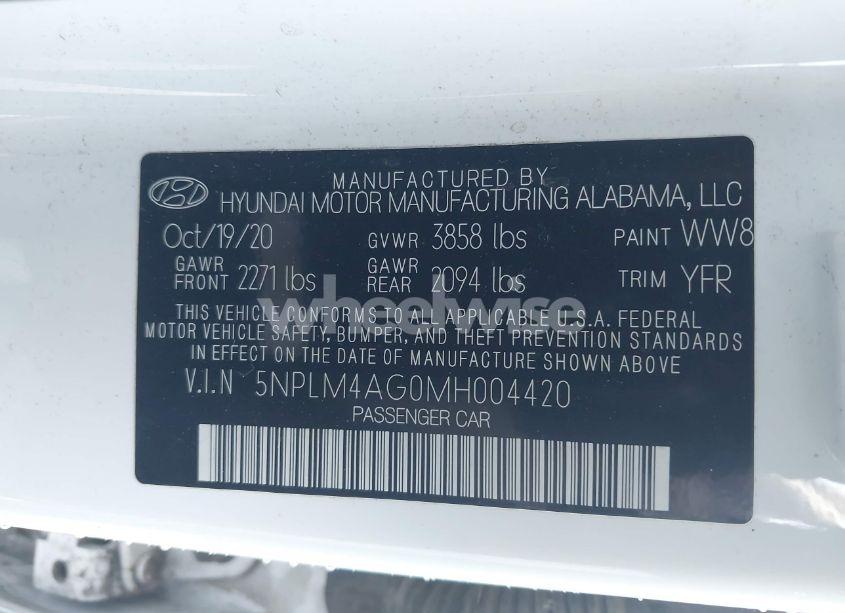 MANUFACTURED BY
HYUNDAI MOTOR MANUFACTURING ALABAMA, LLC
Oct/19/20 GVWR 3858 lbs PAINT WW8
GAWR FRONT 2271 lbs GAWR REAR 2094 lbs TRIM YFR
THIS VEHICLE CONFORMS TO ALL APPLICABLE U.S.A. FEDERAL
MOTOR VEHICLE SAFETY, BUMPER, AND THEFT PREVENTION STANDARDS
IN EFFECT ON THE DATE OF MANUFACTURE SHOWN ABOVE
V.I.N 5NPLM4AG0MH004420
PASSENGER CAR
wheelwise